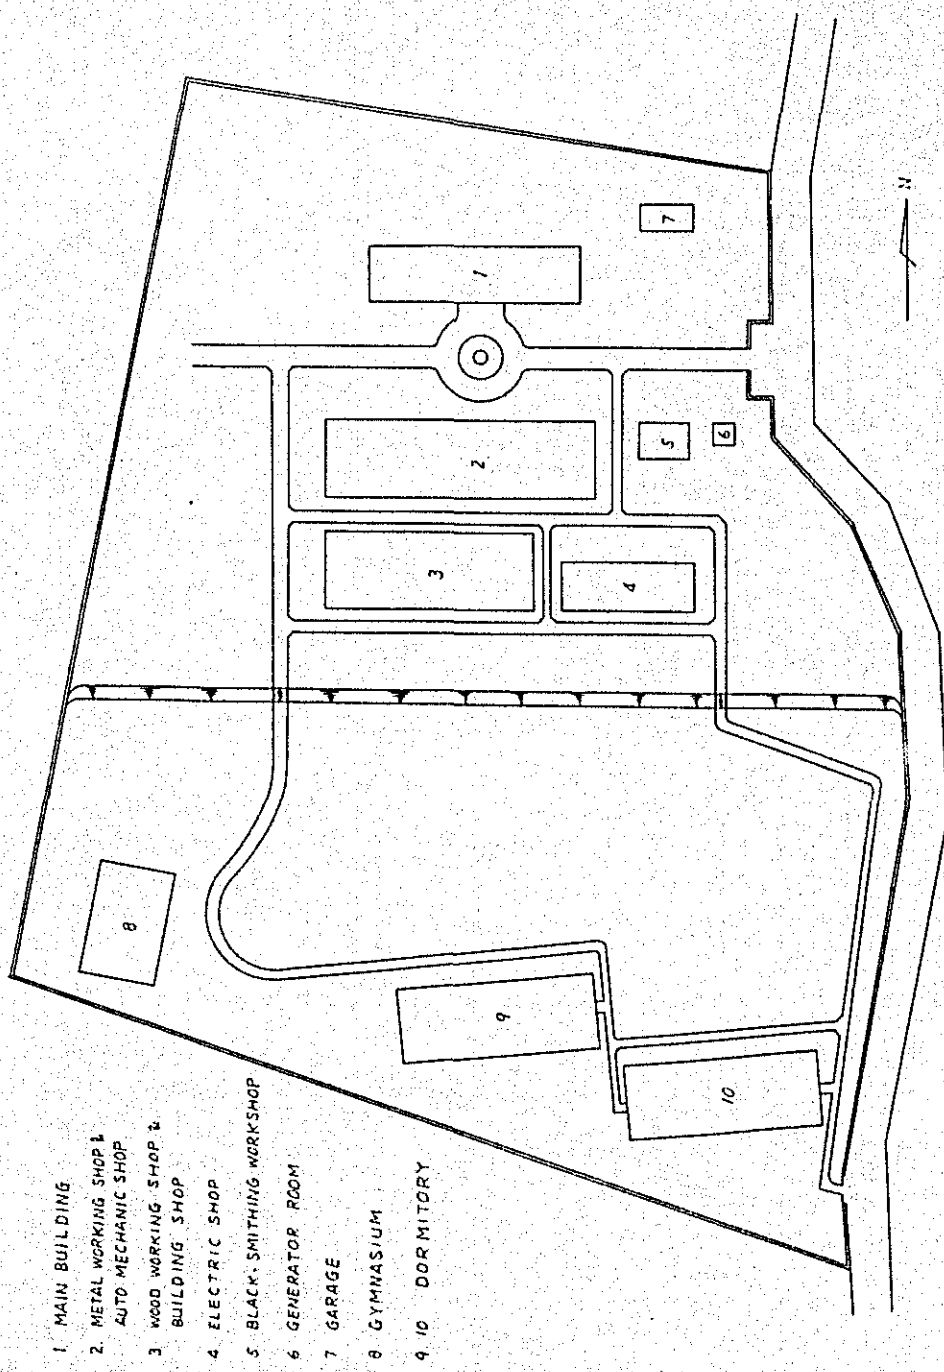 1 MAIN BUILDING
2. METAL WORKING SHOP &
AUTO MECHANIC SHOP
3 WOOD WORKING SHOP &
BUILDING SHOP
4 ELECTRIC SHOP
5 BLACK-SMITHING WORKSHOP
6 GENERATOR ROOM
7 GARAGE
8 GYMNASIUM
9 10 DORMITORY
1
2
3
4
5
6
7
8
9
10
N